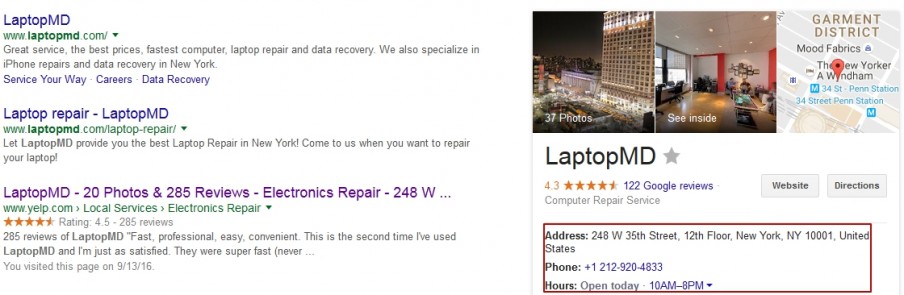 LaptopMD
www.laptopmd.com/
Great service, the best prices, fastest computer, laptop repair and data recovery. We also specialize in
iPhone repairs and data recovery in New York.
Service Your Way · Careers · Data Recovery
Laptop repair - LaptopMD
www.laptopmd.com/laptop-repair/
Let LaptopMD provide you the best Laptop Repair in New York! Come to us when you want to repair
your laptop!
LaptopMD - 20 Photos & 285 Reviews - Electronics Repair - 248 W ...
www.yelp.com › Local Services › Electronics Repair
Rating: 4.5 - 285 reviews
285 reviews of LaptopMD "Fast, professional, easy, convenient. This is the second time I've used
LaptopMD and I'm just as satisfied. They were super fast (never ...
You visited this page on 9/13/16.
37 Photos
See inside
GARMENT
DISTRICT
Mood Fabrics
The New Yorker
A Wyndham
M 34 St - Penn Station
34 Street Penn Station M
LaptopMD
4.3 122 Google reviews ·
Computer Repair Service
Website
Directions
Address: 248 W 35th Street, 12th Floor, New York, NY 10001, United
States
Phone: +1 212-920-4833
Hours: Open today · 10AM–8PM